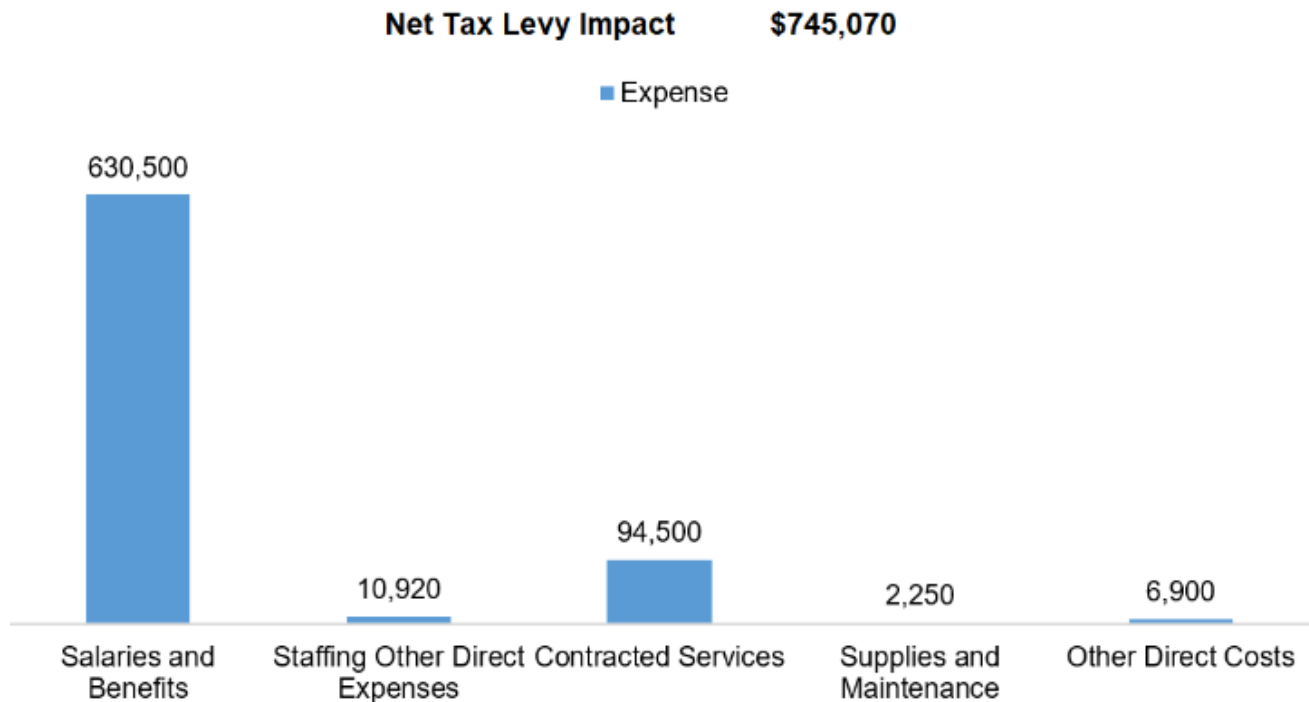 Net Tax Levy Impact $745,070
Expense
630,500
10,920
94,500
2,250
6,900
Salaries and
Benefits
Staffing Other Direct
Expenses
Contracted Services
Supplies and
Maintenance
Other Direct Costs